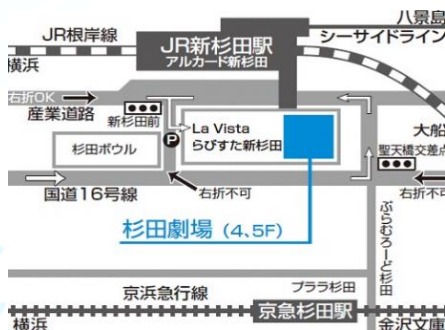 八景島
シーサイドライン
JR根岸線
JR新杉田駅
アルカード新杉田
横浜
右折OK
産業道路
新杉田前
La Vista
らびすた新杉田
大船
聖天橋交差点
杉田ボウル
P
国道16号線
右折不可
右折不可
杉田劇場 (4、5F)
ぷらむろーど杉田
プララ杉田
京浜急行線
京急杉田駅
横浜
金沢文庫